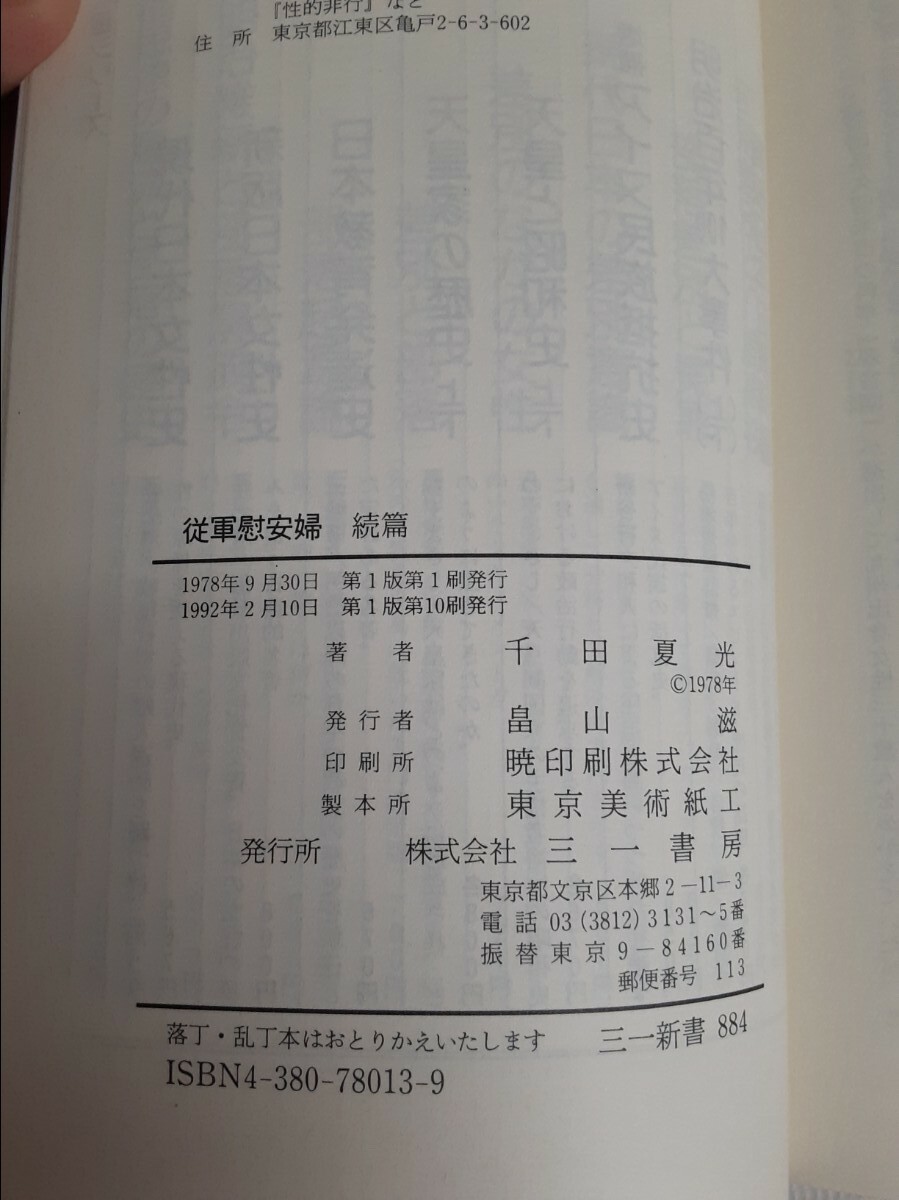 『性的非行』など
住所 東京都江東区亀戸2-6-3-602
従軍慰安婦 続篇
1978年9月30日 第1版第1刷発行
1992年2月10日 第1版第10刷発行
著者 千田夏光
©1978年
発行者 畠山滋
印刷所 暁印刷株式会社
製本所 東京美術紙工
発行所 株式会社 三一書房
東京都文京区本郷2-11-3
電話 03(3812)3131〜5番
振替東京9-84160番
郵便番号 113
落丁・乱丁本はおとりかえいたします 三一新書 884
ISBN4-380-78013-9